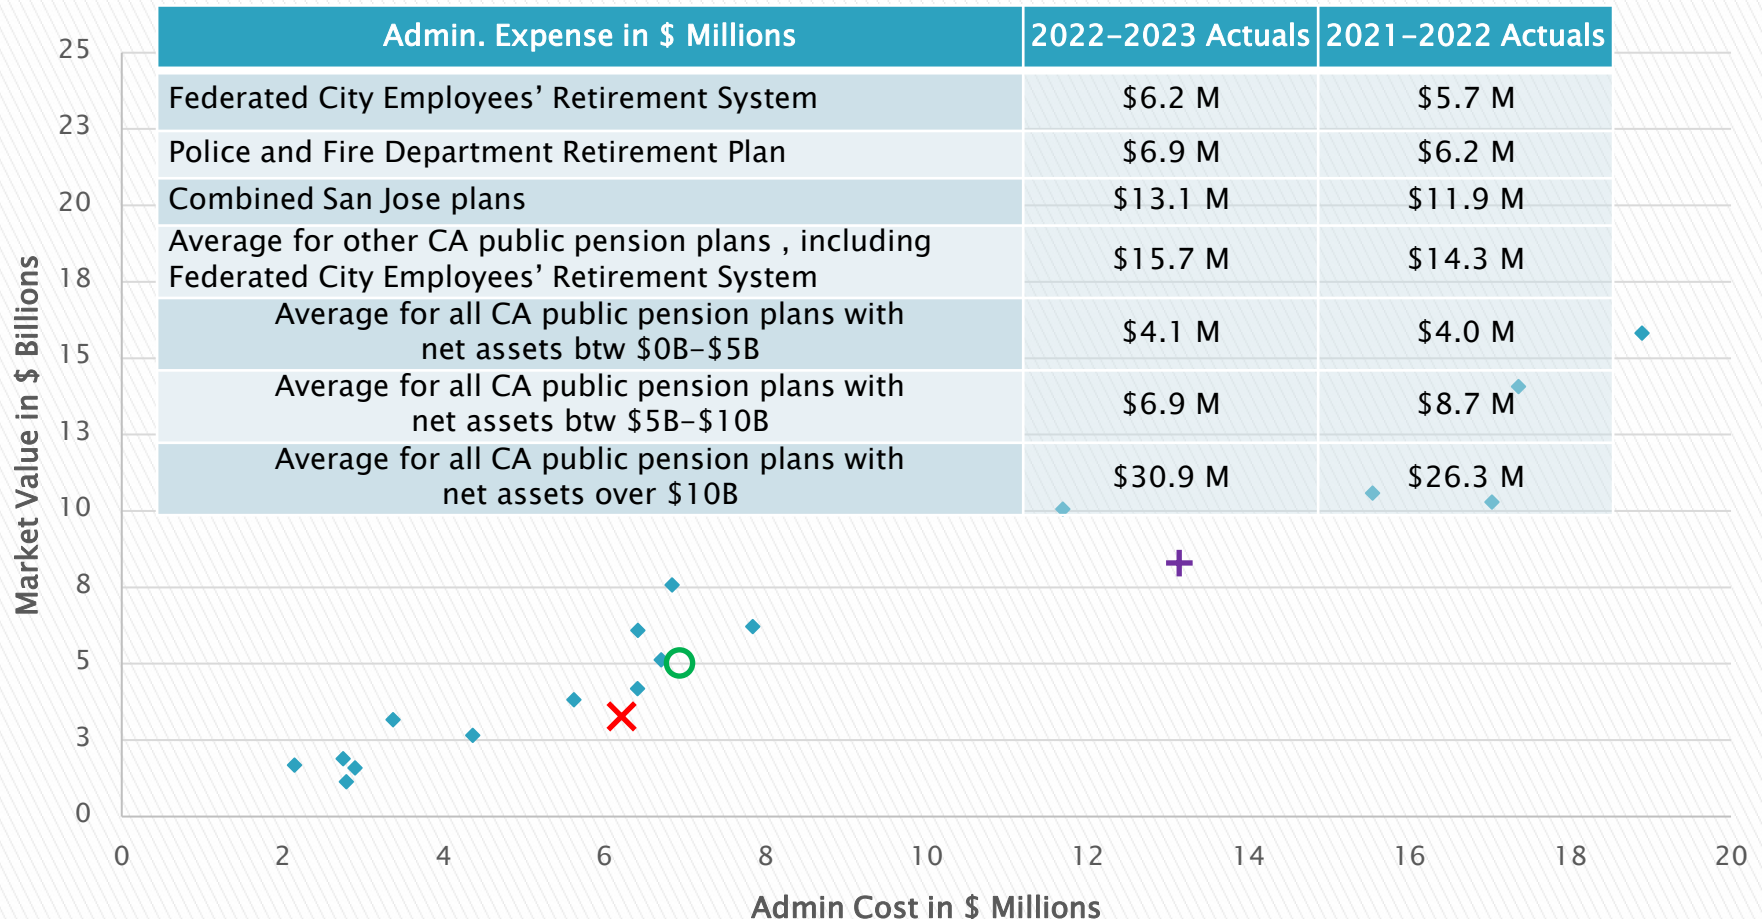 Admin. Expense in $ Millions 2022-2023 Actuals 2021-2022 Actuals
Federated City Employees’ Retirement System $6.2 M $5.7 M
Police and Fire Department Retirement Plan $6.9 M $6.2 M
Combined San Jose plans $13.1 M $11.9 M
Average for other CA public pension plans , including
Federated City Employees’ Retirement System $15.7 M $14.3 M
Average for all CA public pension plans with
net assets btw $0B-$5B $4.1 M $4.0 M
Average for all CA public pension plans with
net assets btw $5B-$10B $6.9 M $8.7 M
Average for all CA public pension plans with
net assets over $10B $30.9 M $26.3 M
Market Value in $ Billions
25
23
20
18
15
13
10
8
5
3
0
0 2 4 6 8 10 12 14 16 18 20
Admin Cost in $ Millions